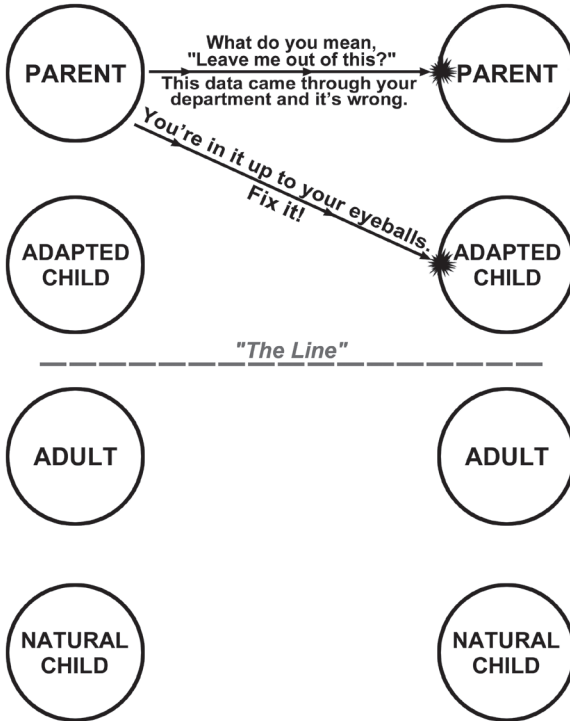 What do you mean,
"Leave me out of this?"
PARENT
PARENT
This data came through your
department and it's wrong.
You're in it up to your eyeballs.
Fix it!
ADAPTED
CHILD
ADAPTED
CHILD
"The Line"
ADULT
ADULT
NATURAL
CHILD
NATURAL
CHILD